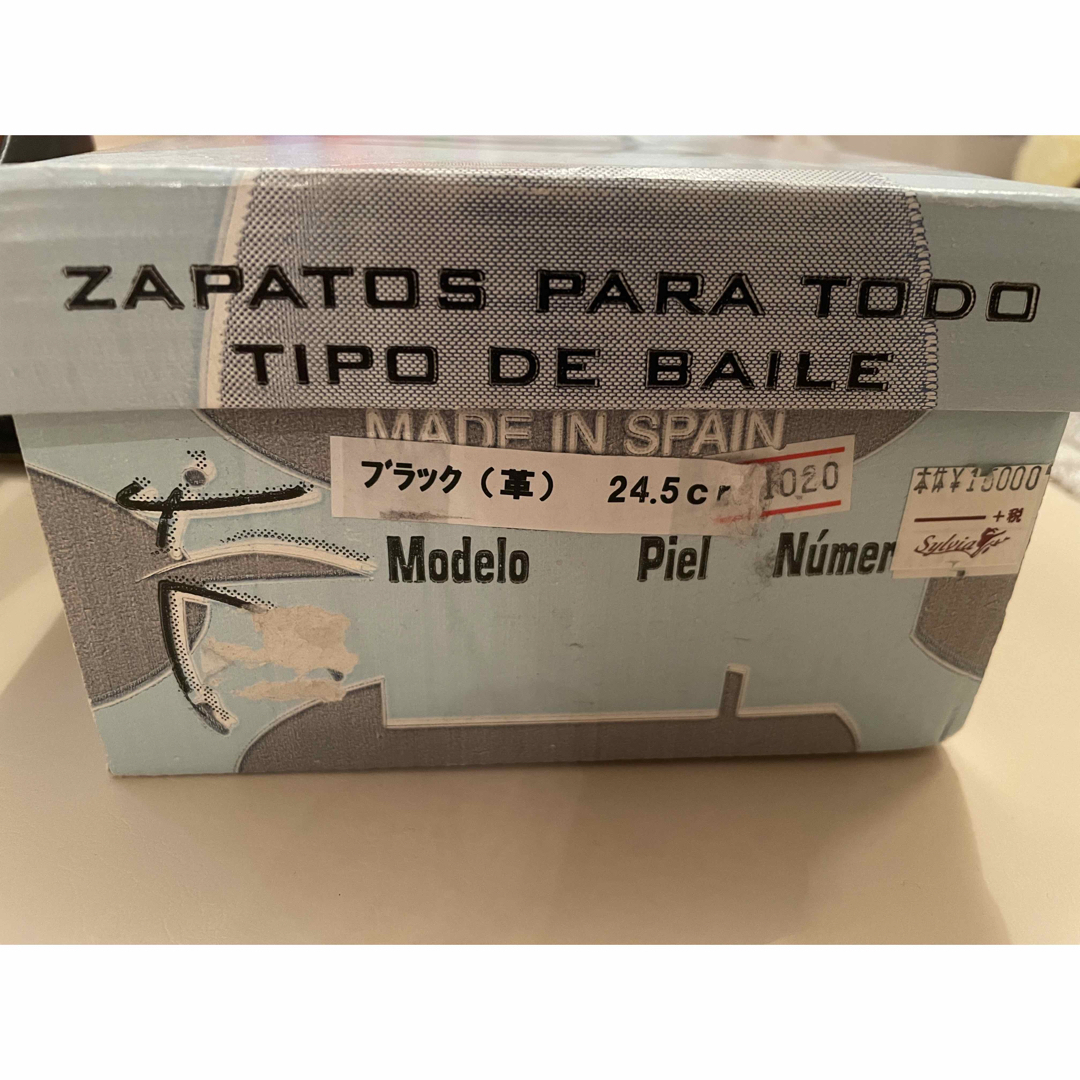 ZAPATOS PARA TODO
TIPO DE BAILE
MADE IN SPAIN
ブラック（革） 24.5c
1020
本体¥15000
+税
Sylvia
Modelo Piel Númer